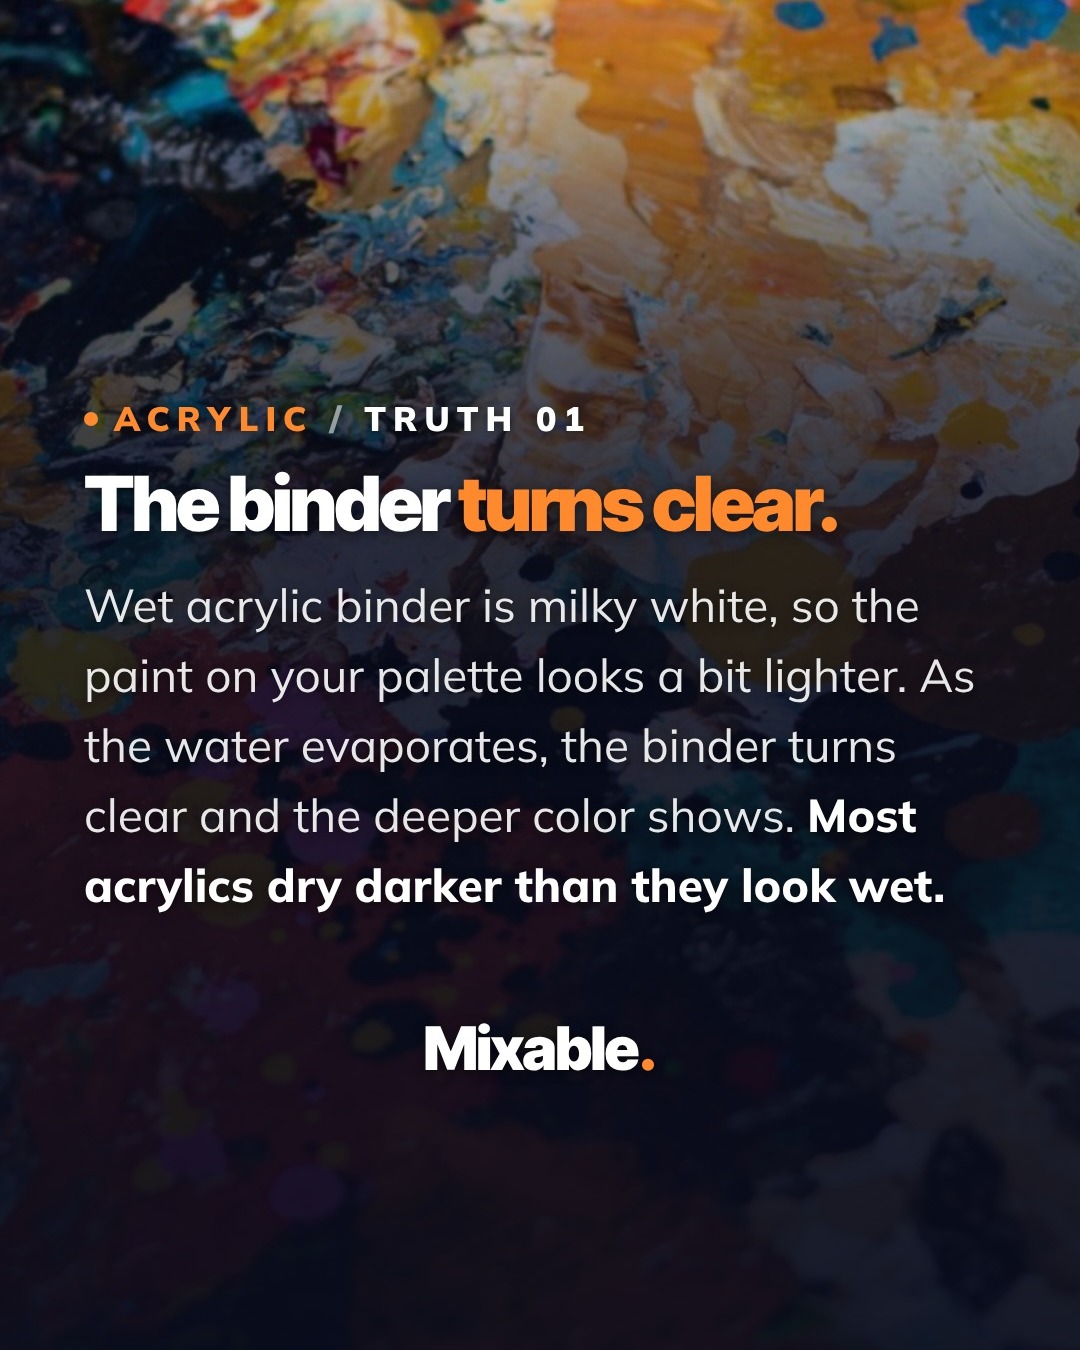 • ACRYLIC / TRUTH 01
The binder turns clear.
Wet acrylic binder is milky white, so the
paint on your palette looks a bit lighter. As
the water evaporates, the binder turns
clear and the deeper color shows. Most
acrylics dry darker than they look wet.
Mixable.